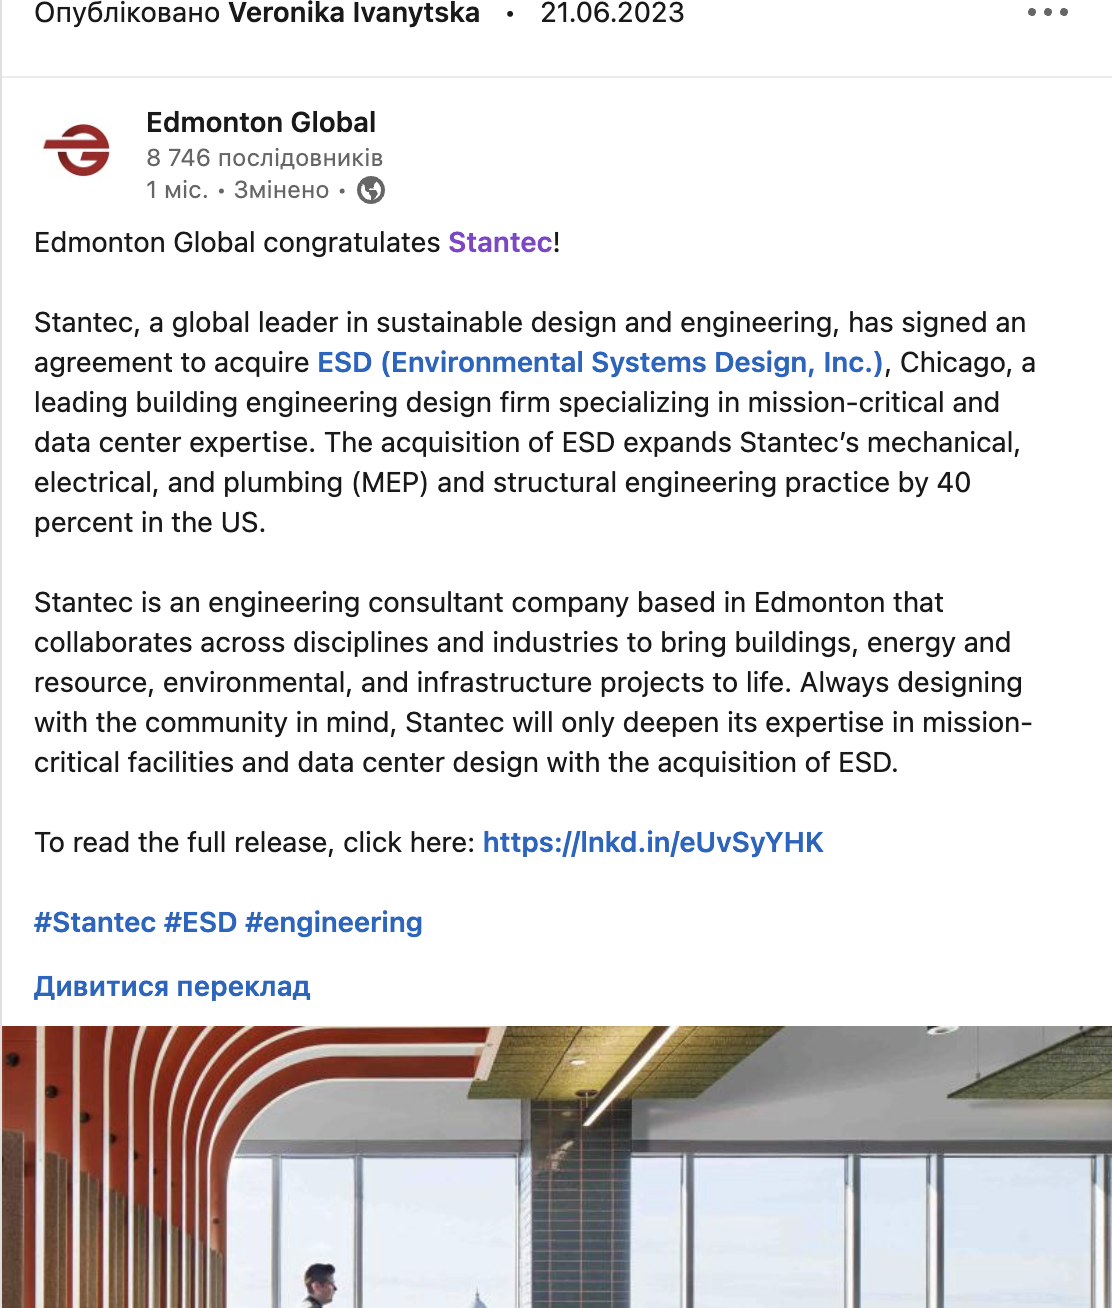 Опубліковано Veronika Ivanytska • 21.06.2023
Edmonton Global
8 746 послідовників
1 міс. • Змінено •
Edmonton Global congratulates Stantec!
Stantec, a global leader in sustainable design and engineering, has signed an
agreement to acquire ESD (Environmental Systems Design, Inc.), Chicago, a
leading building engineering design firm specializing in mission-critical and
data center expertise. The acquisition of ESD expands Stantec’s mechanical,
electrical, and plumbing (MEP) and structural engineering practice by 40
percent in the US.
Stantec is an engineering consultant company based in Edmonton that
collaborates across disciplines and industries to bring buildings, energy and
resource, environmental, and infrastructure projects to life. Always designing
with the community in mind, Stantec will only deepen its expertise in mission-
critical facilities and data center design with the acquisition of ESD.
To read the full release, click here: https://lnkd.in/eUvSyYHK
#Stantec #ESD #engineering
Дивитися переклад